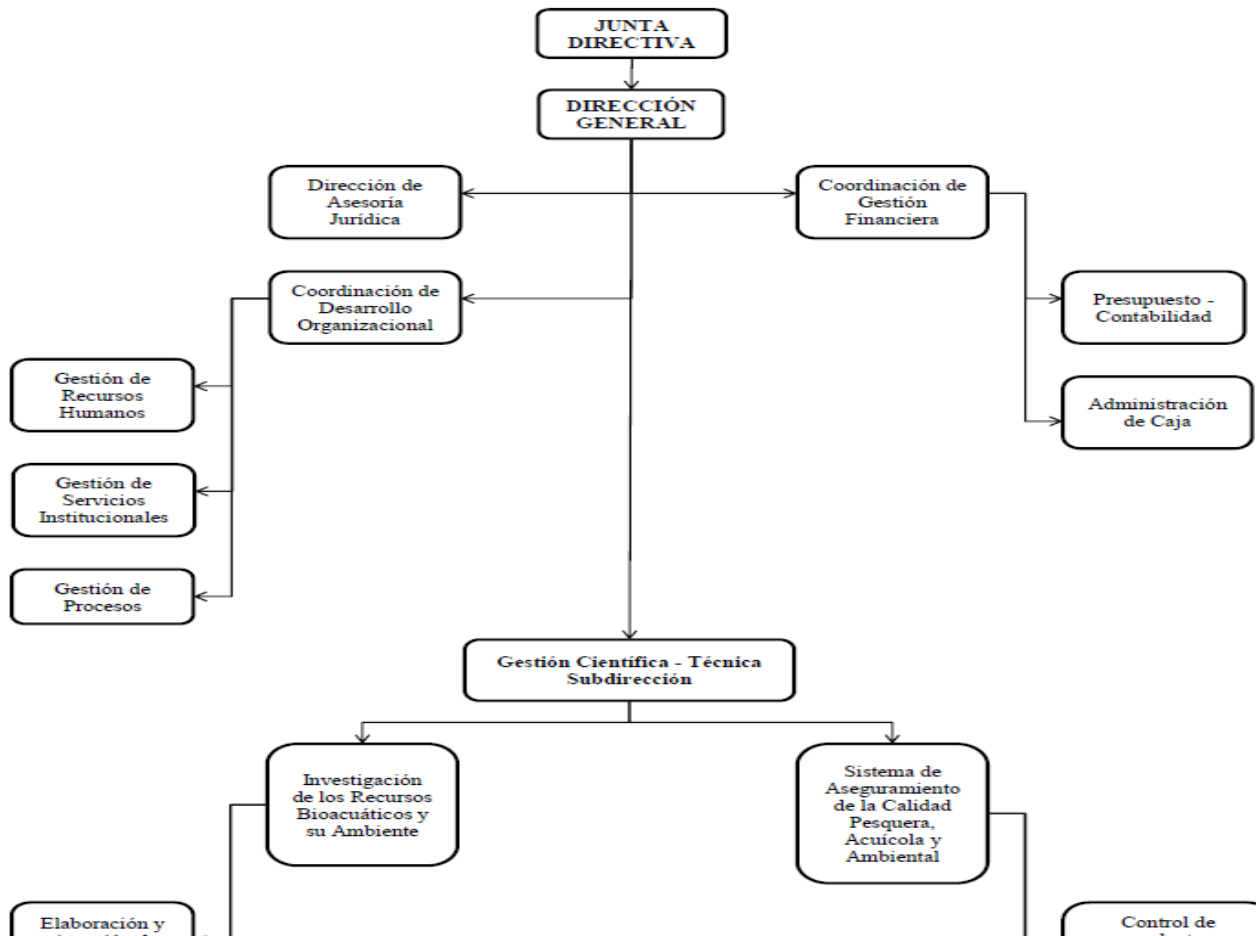 JUNTA
DIRECTIVA
DIRECCIÓN
GENERAL
Dirección de
Asesoría
Jurídica
Coordinación de
Gestión
Financiera
Coordinación de
Desarrollo
Organizacional
Presupuesto -
Contabilidad
Gestión de
Recursos
Humanos
Administración
de Caja
Gestión de
Servicios
Institucionales
Gestión de
Procesos
Gestión Científica - Técnica
Subdirección
Investigación
de los Recursos
Bioacuáticos y
su Ambiente
Sistema de
Aseguramiento
de la Calidad
Pesquera,
Acuícola y
Ambiental
Elaboración y
Control de